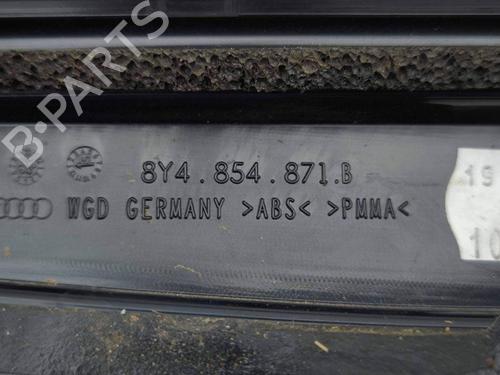 B-PARTS
8Y4.854.871.B
WGD GERMANY >ABS< >PMMA<
19
10